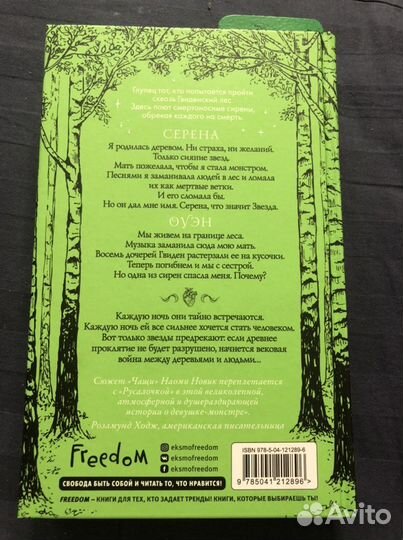 Глупец тот, кто попытается пройти
сквозь Гвиденский лес.
Здесь поют смертоносные сирены,
обрекая каждого на смерть.
СЕРЕНА
Я родилась деревом. Ни страха, ни желаний.
Только сияние звезд.
Мать пожелала, чтобы я стала монстром.
Песнями я заманивала людей в лес и ломала
их как мертвые ветки.
И его сломала бы.
Но он дал мне имя. Серена, что значит Звезда.
ОУЭН
Мы живем на границе леса.
Музыка заманила сюда мою мать.
Восемь дочерей Гвиден растерзали ее на кусочки.
Теперь погибнем и мы с сестрой.
Но одна из сирен спасла меня. Почему?
Каждую ночь они тайно встречаются.
Каждую ночь ей все сильнее хочется стать человеком.
Вот только звезды предрекают: если древнее
проклятие не будет разрушено, начнется вековая
война между деревьями и людьми...
Сюжет «Чащи» Наоми Новик переплетается
с «Русалочкой» в этой великолепной,
атмосферной и душераздирающей
истории о девушке-монстре».
Розамунд Ходж, американская писательница
Freedom
eksmofreedom
eksmofreedom
СВОБОДА БЫТЬ СОБОЙ И ЧИТАТЬ ТО, ЧТО НРАВИТСЯ!
ISBN 978-5-04-121289-6
9 785041 212896 >
FREEDOM – КНИГИ ДЛЯ ТЕХ, КТО ЗАДАЕТ ТРЕНДЫ! КНИГИ, КОТОРЫЕ ВЫБИРАЕШЬ ТЫ!
Avito